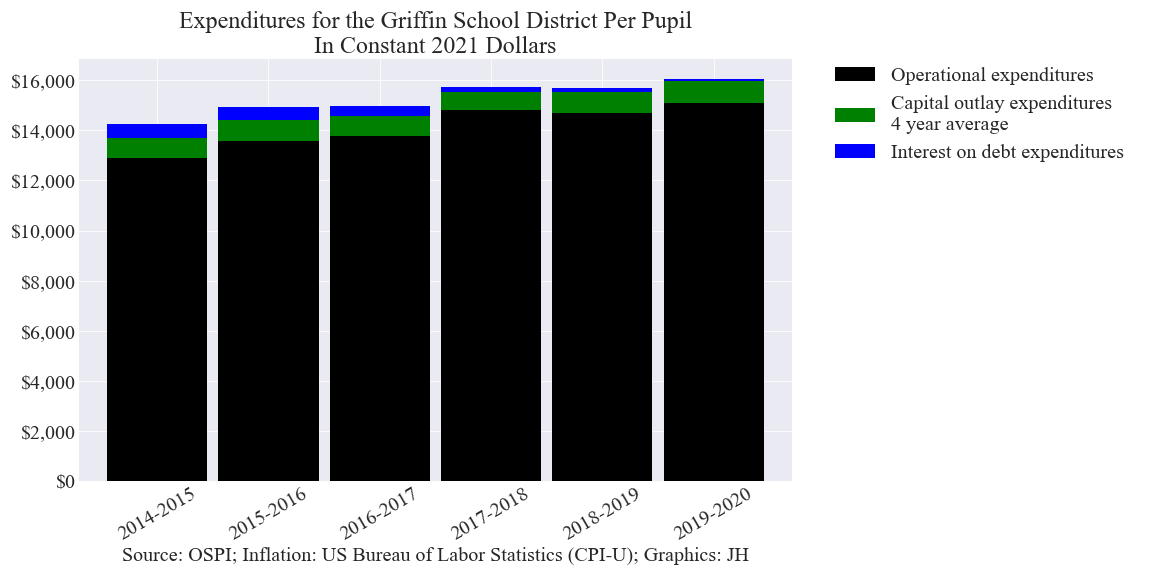 Expenditures for the Griffin School District Per Pupil
In Constant 2021 Dollars
$16,000
$14,000
$12,000
$10,000
$8,000
$6,000
$4,000
$2,000
$0
2014-2015
2015-2016
2016-2017
2017-2018
2018-2019
2019-2020
Source: OSPI; Inflation: US Bureau of Labor Statistics (CPI-U); Graphics: JH
Operational expenditures
Capital outlay expenditures
4 year average
Interest on debt expenditures